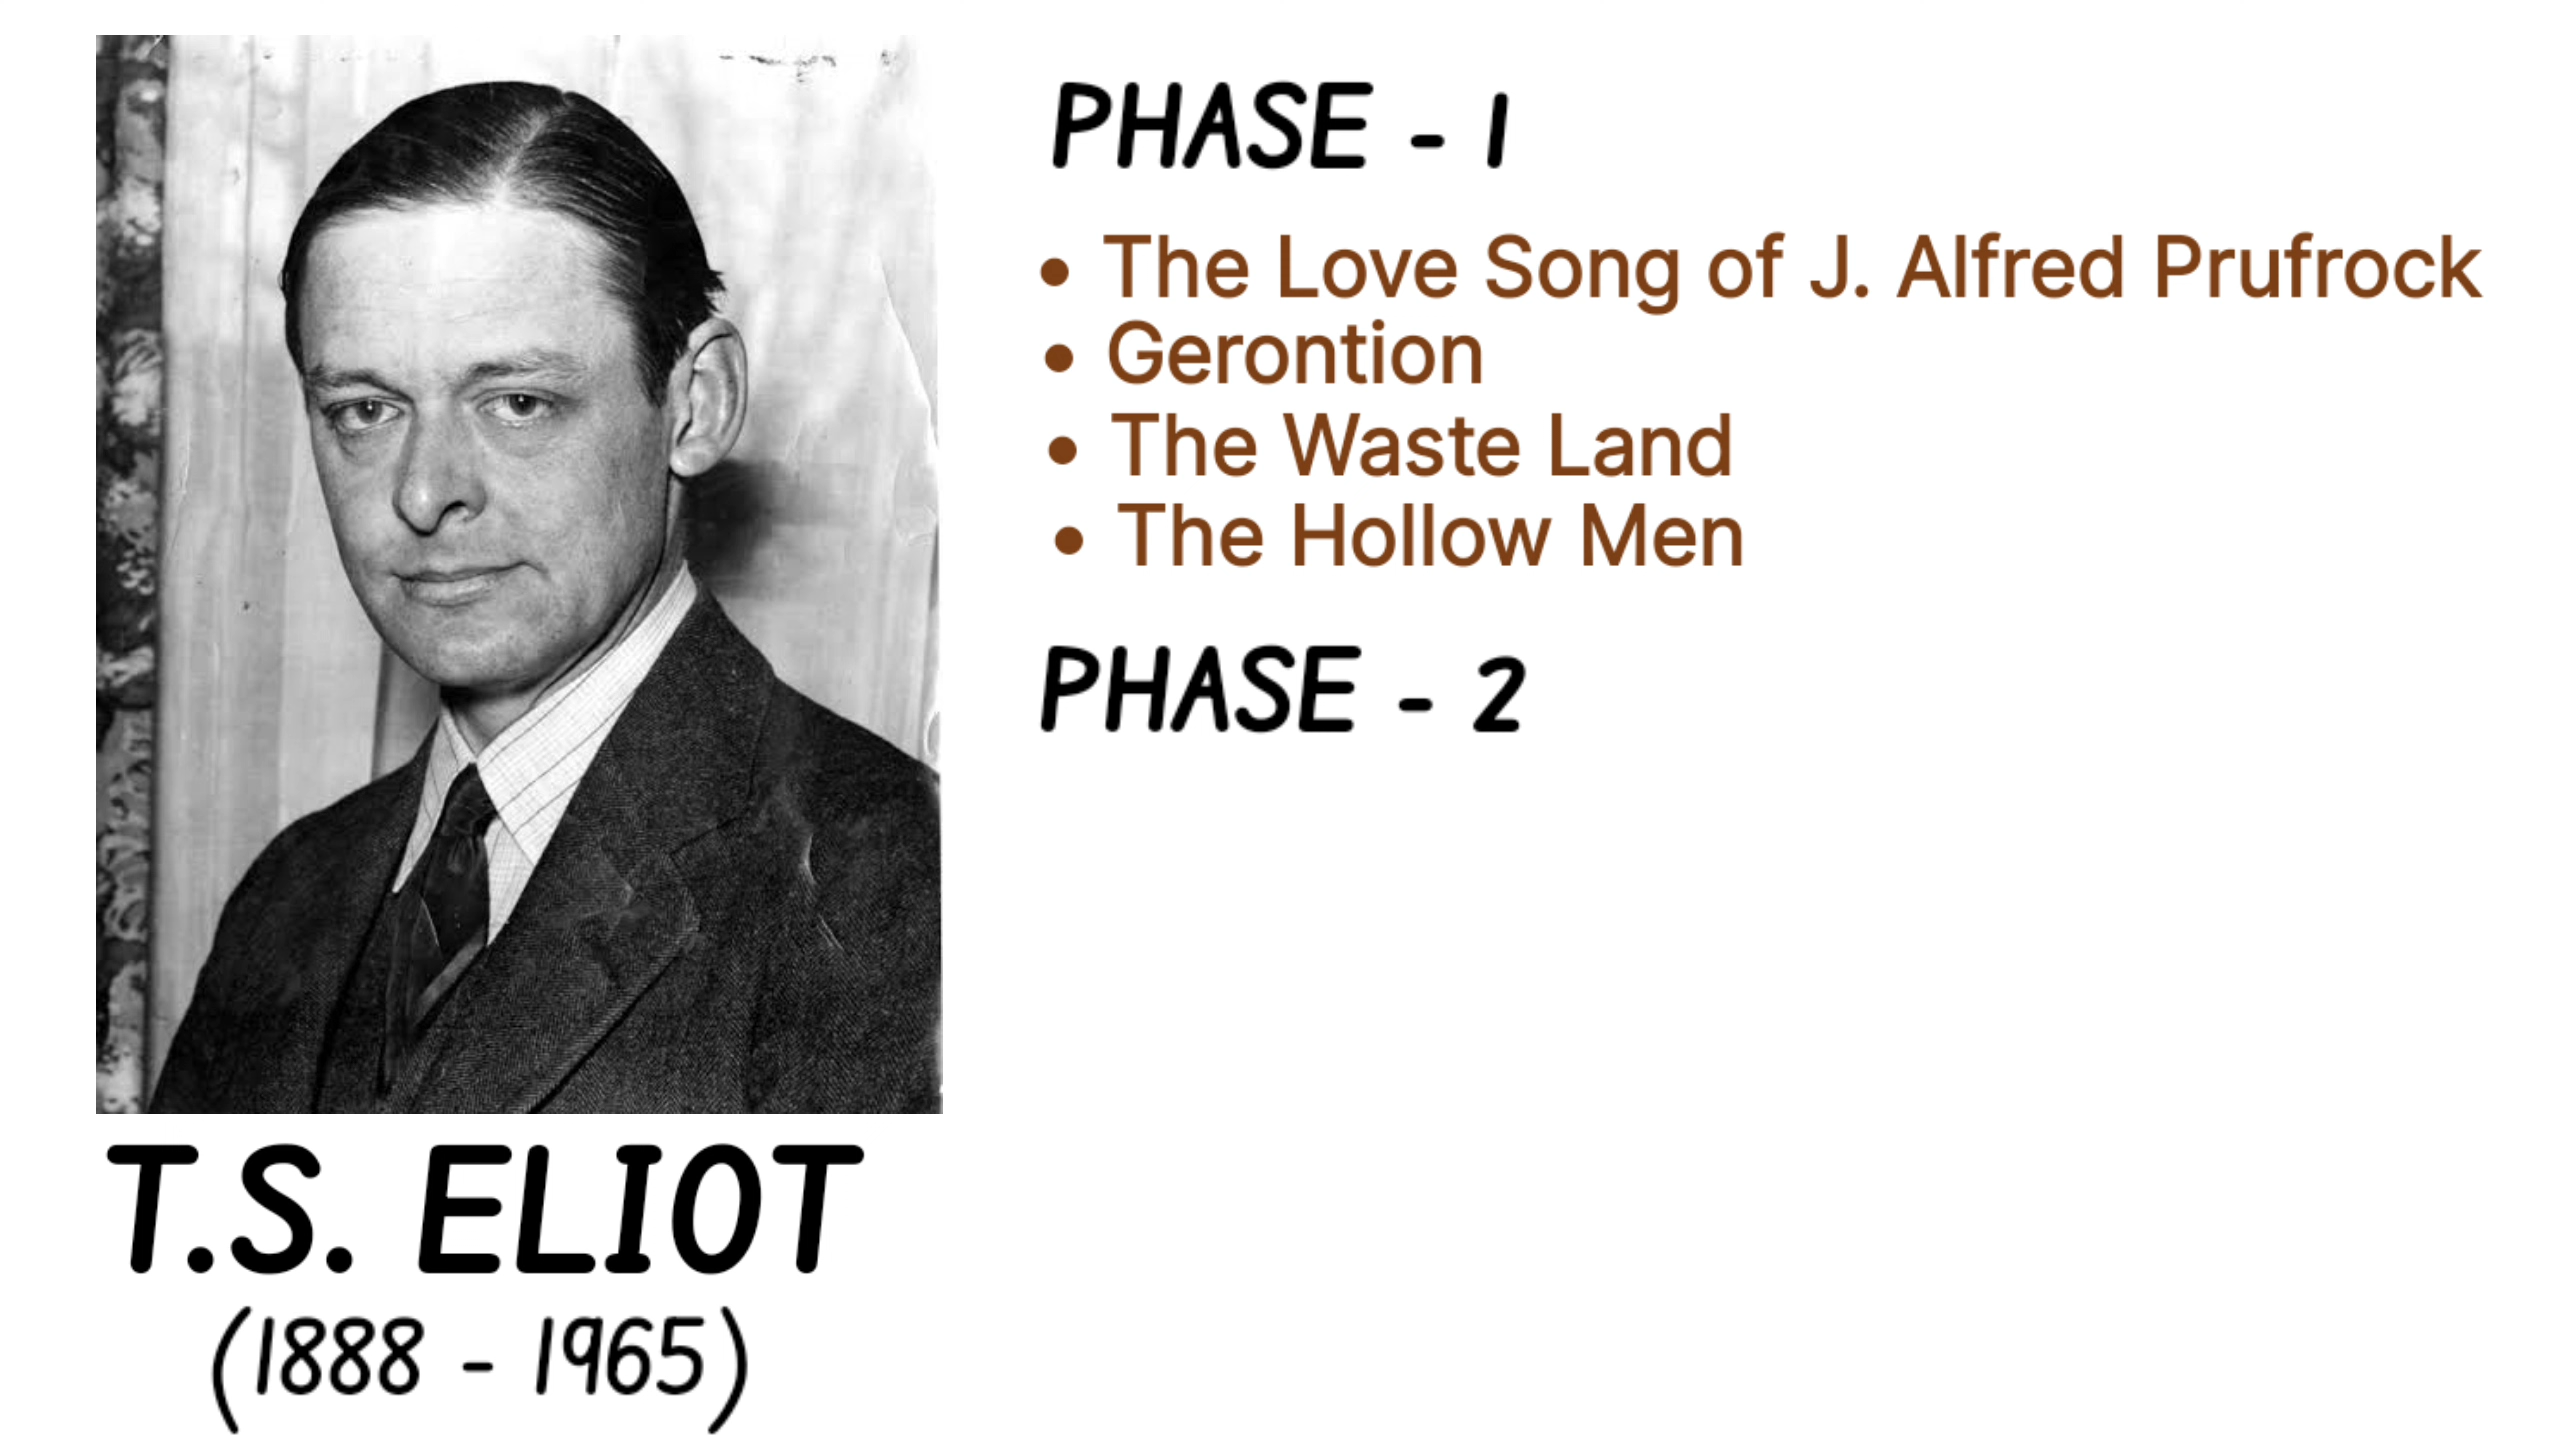 PHASE - 1
• The Love Song of J. Alfred Prufrock
• Gerontion
• The Waste Land
• The Hollow Men
PHASE - 2
T.S. ELIOT
(1888 - 1965)